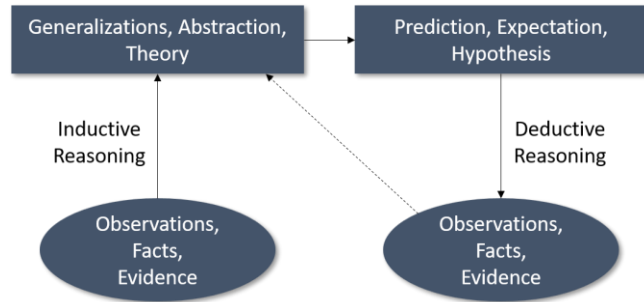 Generalizations, Abstraction,
Theory
Prediction, Expectation,
Hypothesis
Inductive
Reasoning
Deductive
Reasoning
Observations,
Facts,
Evidence
Observations,
Facts,
Evidence